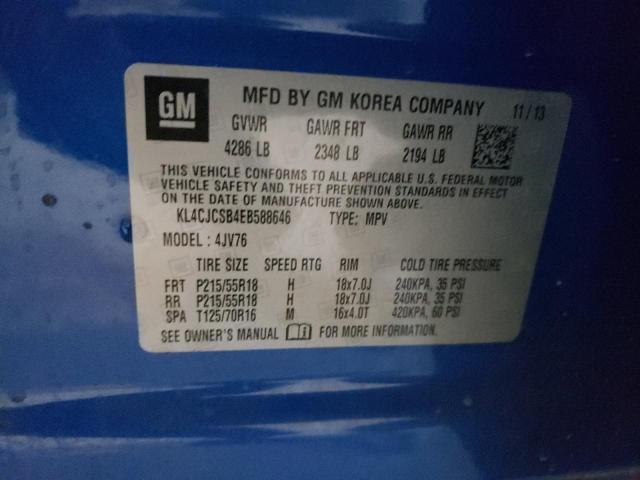 GM
MFD BY GM KOREA COMPANY 11/13
GVWR GAWR FRT GAWR RR
4286 LB 2348 LB 2194 LB
THIS VEHICLE CONFORMS TO ALL APPLICABLE U.S. FEDERAL MOTOR
VEHICLE SAFETY AND THEFT PREVENTION STANDARDS IN EFFECT
ON THE DATE OF MANUFACTURE SHOWN ABOVE.
KL4CJCSB4EB588646 TYPE: MPV
MODEL: 4JV76
TIRE SIZE SPEED RTG RIM COLD TIRE PRESSURE
FRT P215/55R18 H 18x7.0J 240KPA, 35 PSI
RR P215/55R18 H 18x7.0J 240KPA, 35 PSI
SPA T125/70R16 M 16x4.0T 420KPA, 60 PSI
SEE OWNER'S MANUAL FOR MORE INFORMATION.